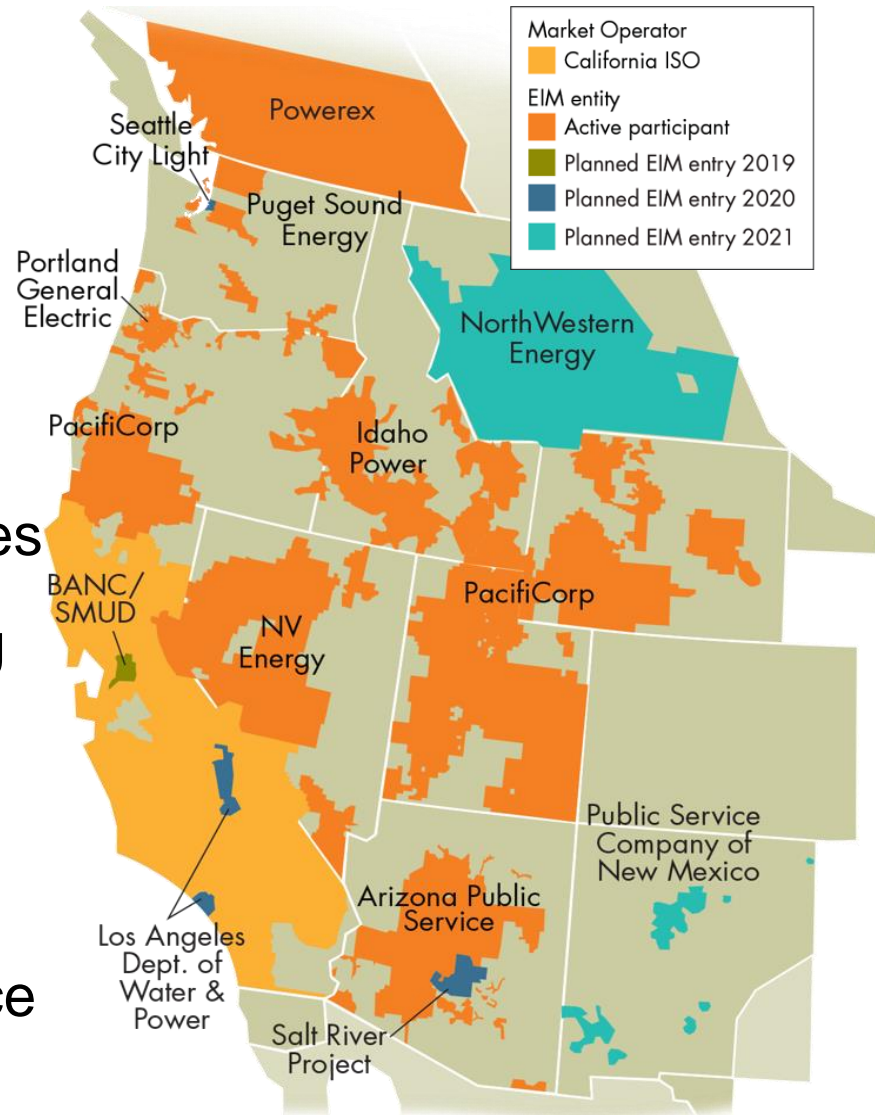 Market Operator
California ISO
EIM entity
Active participant
Planned EIM entry 2019
Planned EIM entry 2020
Planned EIM entry 2021
Powerex
Seattle
City Light
Puget Sound
Energy
Portland
General
Electric
NorthWestern
Energy
PacifiCorp
Idaho
Power
es
BANC/
SMUD
g
PacifiCorp
NV
Energy
Public Service
Company of
New Mexico
Arizona Public
Service
Los Angeles
Dept. of
Water &
Power
ce
Salt River
Project